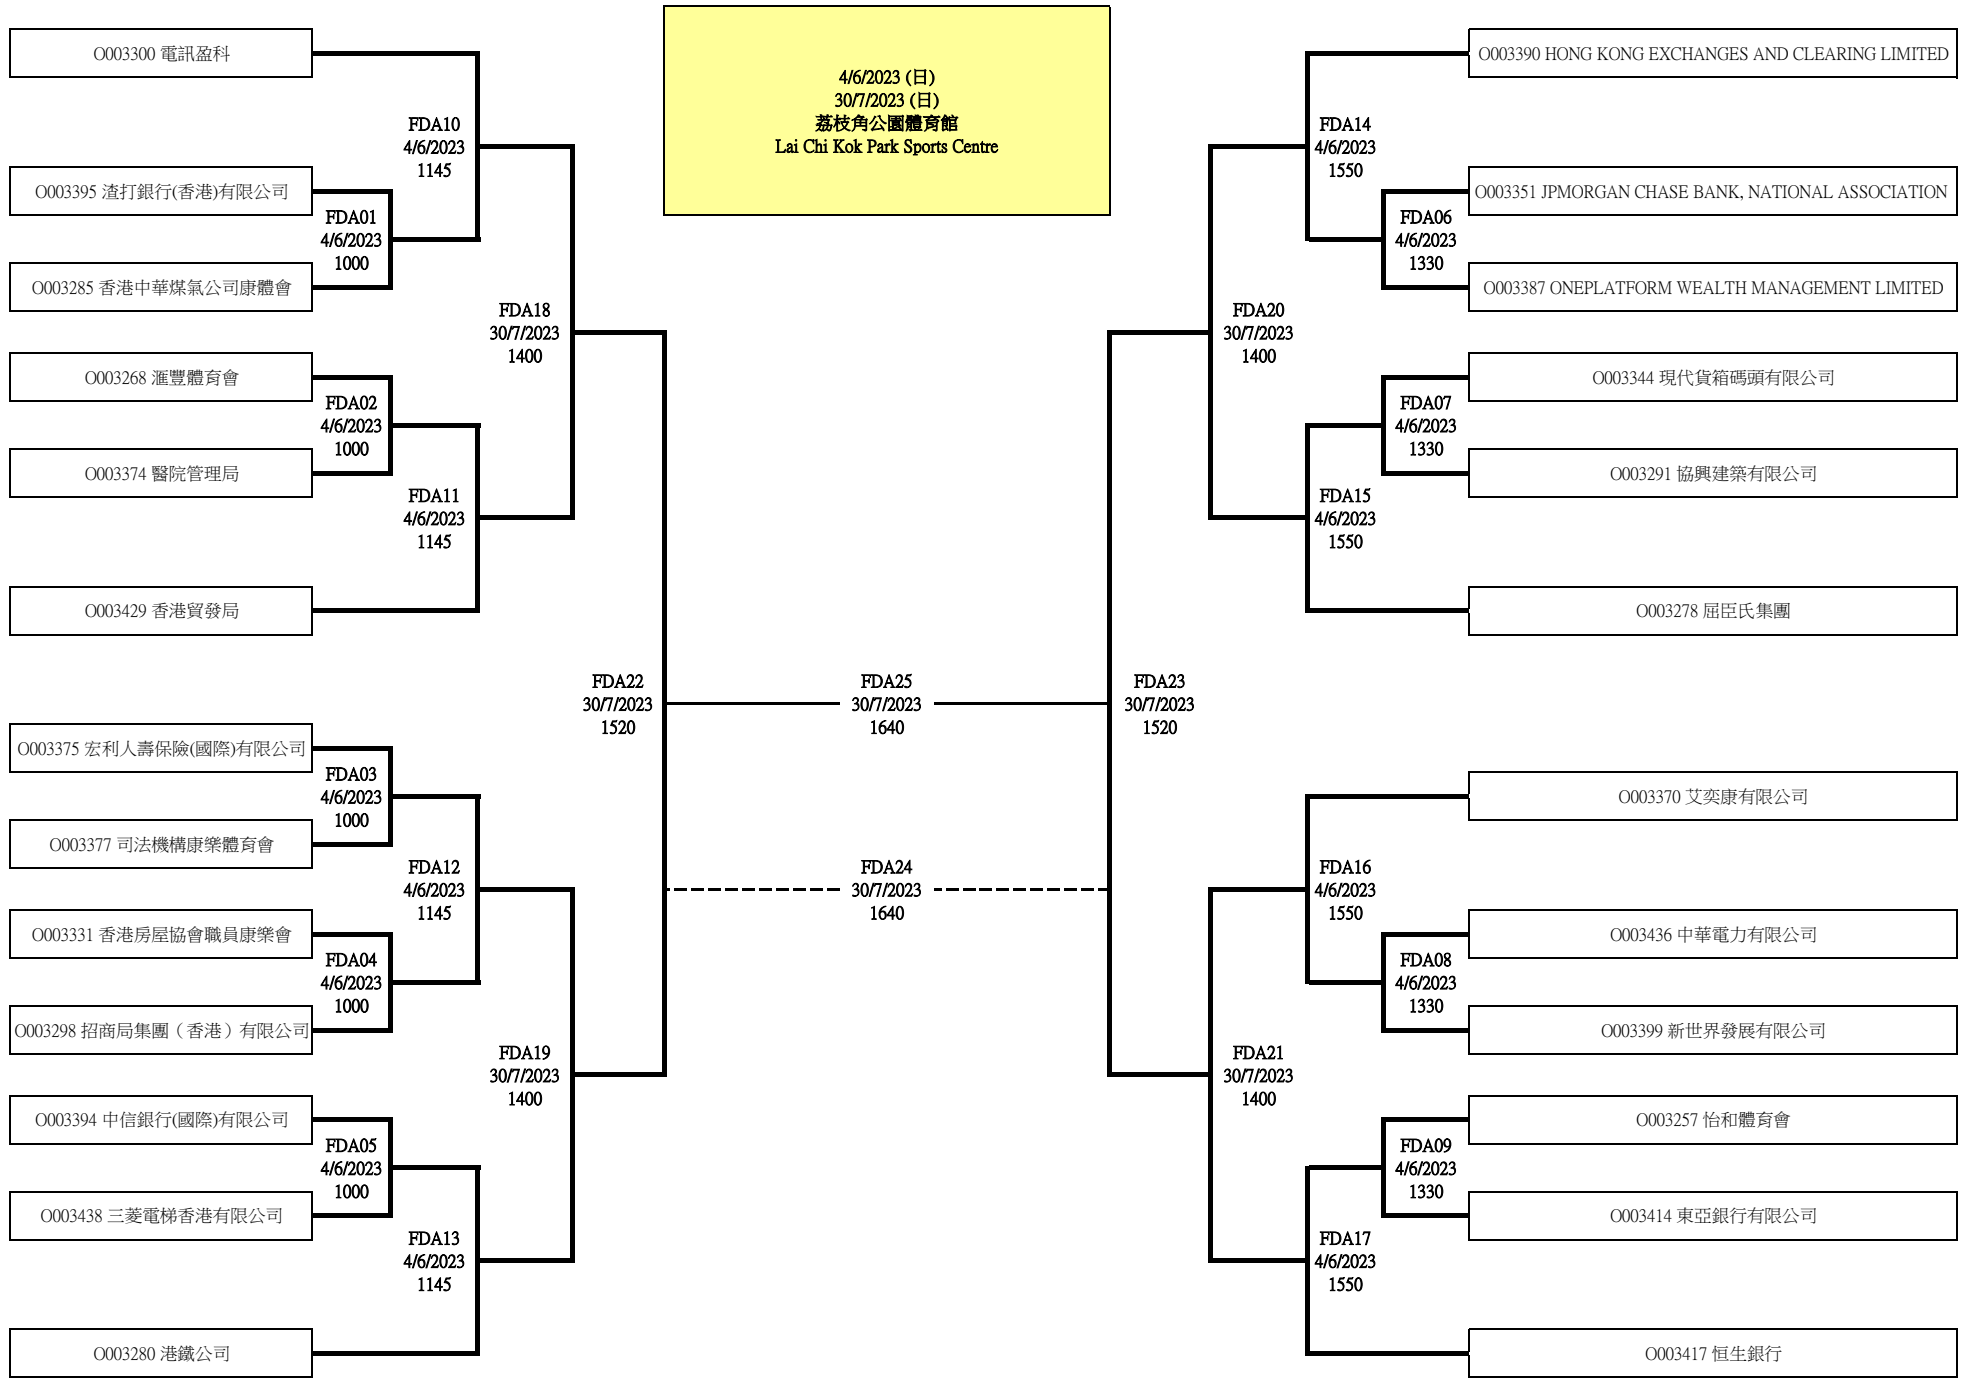 4/6/2023 (日)
30/7/2023 (日)
荔枝角公園體育館
Lai Chi Kok Park Sports Centre
O003300 電訊盈科
FDA10
4/6/2023
1145
O003395 渣打銀行(香港)有限公司
FDA01
4/6/2023
1000
O003285 香港中華煤氣公司康體會
FDA18
30/7/2023
1400
O003268 滙豐體育會
FDA02
4/6/2023
1000
O003374 醫院管理局
FDA11
4/6/2023
1145
O003429 香港貿發局
FDA22
30/7/2023
1520
O003375 宏利人壽保險(國際)有限公司
FDA03
4/6/2023
1000
O003377 司法機構康樂體育會
FDA12
4/6/2023
1145
O003331 香港房屋協會職員康樂會
FDA04
4/6/2023
1000
O003298 招商局集團（香港）有限公司
FDA19
30/7/2023
1400
O003394 中信銀行(國際)有限公司
FDA05
4/6/2023
1000
O003438 三菱電梯香港有限公司
FDA13
4/6/2023
1145
O003280 港鐵公司
FDA25
30/7/2023
1640
FDA24
30/7/2023
1640
O003390 HONG KONG EXCHANGES AND CLEARING LIMITED
FDA14
4/6/2023
1550
O003351 JPMORGAN CHASE BANK, NATIONAL ASSOCIATION
FDA06
4/6/2023
1330
O003387 ONEPLATFORM WEALTH MANAGEMENT LIMITED
FDA20
30/7/2023
1400
O003344 現代貨箱碼頭有限公司
FDA07
4/6/2023
1330
O003291 協興建築有限公司
FDA15
4/6/2023
1550
O003278 屈臣氏集團
FDA23
30/7/2023
1520
O003370 艾奕康有限公司
FDA16
4/6/2023
1550
O003436 中華電力有限公司
FDA08
4/6/2023
1330
O003399 新世界發展有限公司
FDA21
30/7/2023
1400
O003257 怡和體育會
FDA09
4/6/2023
1330
O003414 東亞銀行有限公司
FDA17
4/6/2023
1550
O003417 恒生銀行